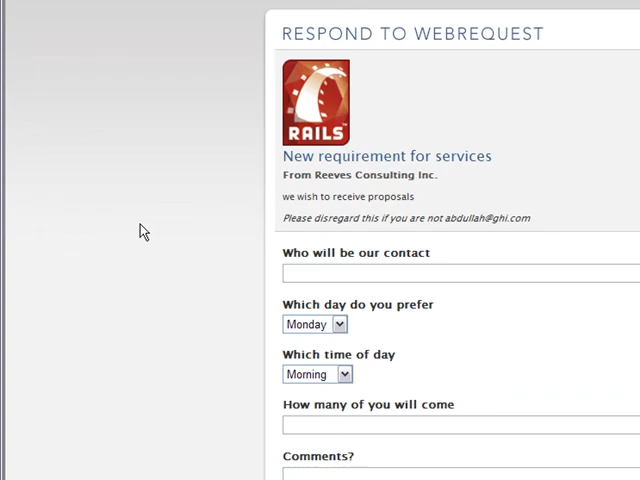 RESPOND TO WEBREQUEST
RAILS
New requirement for services
From Reeves Consulting Inc.
we wish to receive proposals
Please disregard this if you are not abdullah@ghi.com
Who will be our contact
Which day do you prefer
Monday
Which time of day
Morning
How many of you will come
Comments?